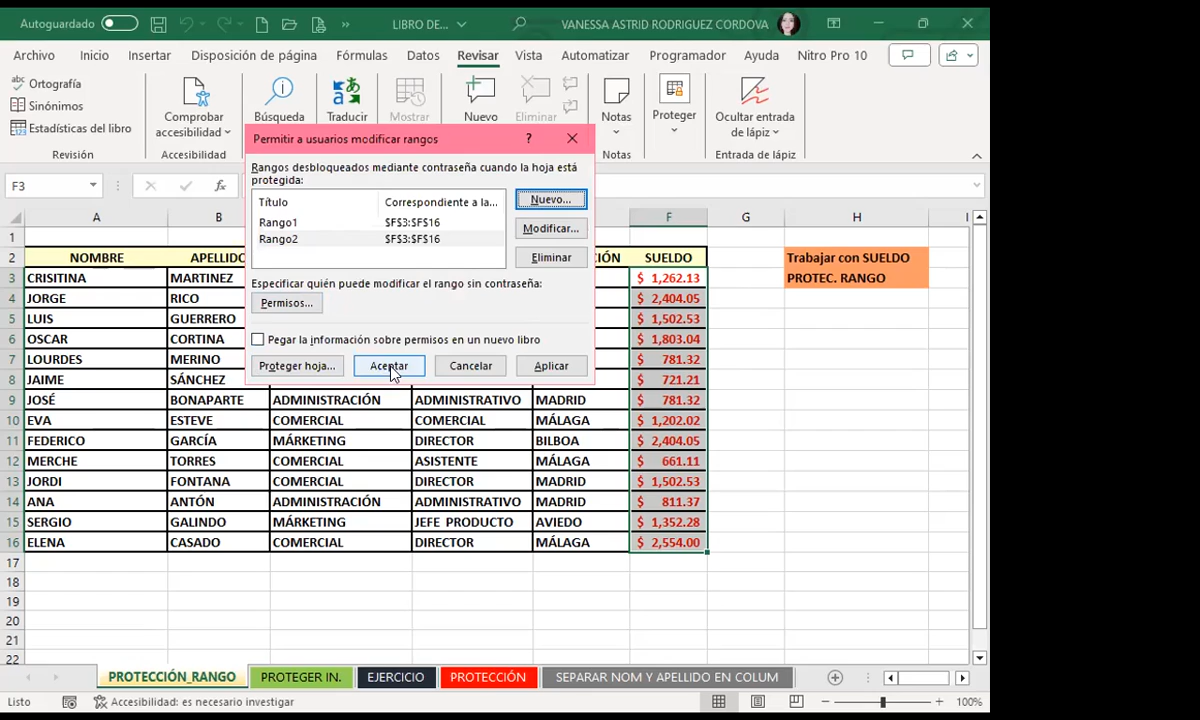 Autoguardado LIBRO DE... VANESSA ASTRID RODRIGUEZ CORDOVA
Archivo Inicio Insertar Disposición de página Fórmulas Datos Revisar Vista Automatizar Programador Ayuda Nitro Pro 10
Ortografía
Sinónimos
Estadísticas del libro
Revisión
Comprobar
accesibilidad
Accesibilidad
Búsqueda
Traducir
Mostrar
Nuevo
Eliminar
Notas
Notas
Proteger
Ocultar entrada
de lápiz
Entrada de lápiz
Permitir a usuarios modificar rangos ?
Rangos desbloqueados mediante contraseña cuando la hoja está
protegida:
Título Correspondiente a la...
Rango1 $F$3:$F$16
Rango2 $F$3:$F$16
Nuevo...
Modificar...
Eliminar
Especificar quién puede modificar el rango sin contraseña:
Permisos...
Pegar la información sobre permisos en un nuevo libro
Proteger hoja... Aceptar Cancelar Aplicar
F3 fx
A B F G H I
1
2 NOMBRE APELLIDO CIÓN SUELDO Trabajar con SUELDO
3 CRISITINA MARTINEZ $ 1,262.13 PROTEC. RANGO
4 JORGE RICO $ 2,404.05
5 LUIS GUERRERO $ 1,502.53
6 OSCAR CORTINA $ 1,803.04
7 LOURDES MERINO $ 781.32
8 JAIME SÁNCHEZ $ 721.21
9 JOSÉ BONAPARTE ADMINISTRACIÓN ADMINISTRATIVO MADRID $ 781.32
10 EVA ESTEVE COMERCIAL COMERCIAL MÁLAGA $ 1,202.02
11 FEDERICO GARCÍA MÁRKETING DIRECTOR BILBOA $ 2,404.05
12 MERCHE TORRES COMERCIAL ASISTENTE MÁLAGA $ 661.11
13 JORDI FONTANA COMERCIAL DIRECTOR MADRID $ 1,502.53
14 ANA ANTÓN ADMINISTRACIÓN ADMINISTRATIVO MADRID $ 811.37
15 SERGIO GALINDO MÁRKETING JEFE PRODUCTO AVIEDO $ 1,352.28
16 ELENA CASADO COMERCIAL DIRECTOR MÁLAGA $ 2,554.00
17
18
19
20
21
22
PROTECCIÓN_RANGO PROTEGER IN. EJERCICIO PROTECCIÓN SEPARAR NOM Y APELLIDO EN COLUM
Listo Accesibilidad: es necesario investigar 100%